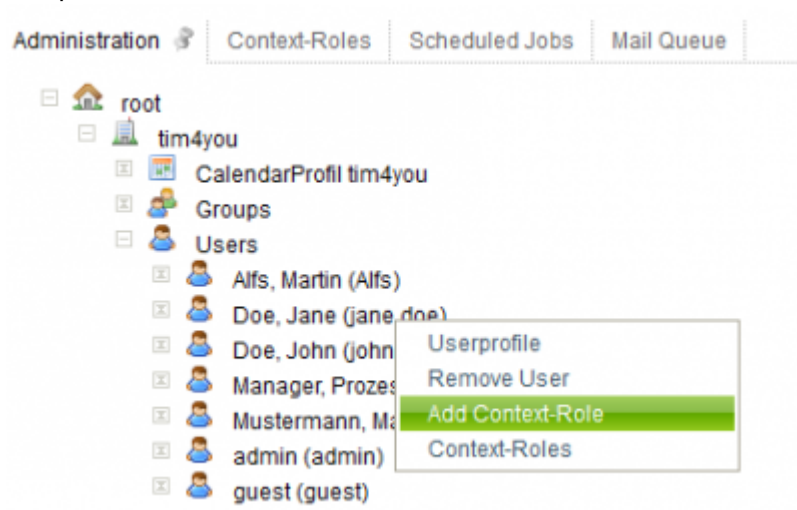 Administration Context-Roles Scheduled Jobs Mail Queue
root
tim4you
CalendarProfil tim4you
Groups
Users
Alfs, Martin (Alfs)
Doe, Jane (jane.doe)
Doe, John (john
Userprofile
Manager, Prozes
Remove User
Mustermann, Ma
Add Context-Role
admin (admin)
Context-Roles
guest (guest)